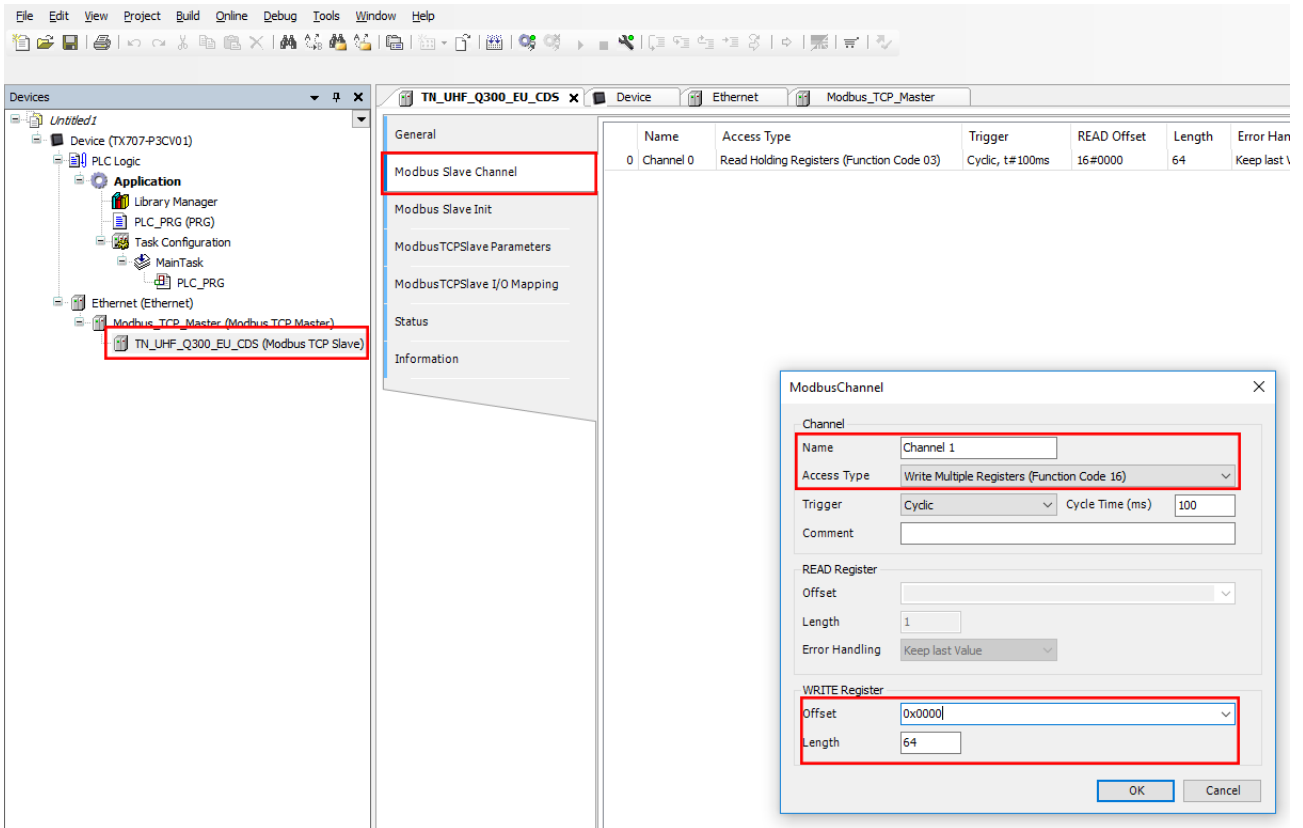 File Edit View Project Build Online Debug Tools Window Help
Devices
Untitled1
Device (TX707-P3CV01)
PLC Logic
Application
Library Manager
PLC_PRG (PRG)
Task Configuration
MainTask
PLC_PRG
Ethernet (Ethernet)
Modbus_TCP_Master (Modbus TCP Master)
TN_UHF_Q300_EU_CDS (Modbus TCP Slave)
TN_UHF_Q300_EU_CDS Device Ethernet Modbus_TCP_Master
General
Modbus Slave Channel
Modbus Slave Init
ModbusTCPSlave Parameters
ModbusTCPSlave I/O Mapping
Status
Information
Name Access Type Trigger READ Offset Length Error Han
0 Channel 0 Read Holding Registers (Function Code 03) Cyclic, t#100ms 16#0000 64 Keep last V
ModbusChannel
Channel
Name Channel 1
Access Type Write Multiple Registers (Function Code 16)
Trigger Cyclic Cycle Time (ms) 100
Comment
READ Register
Offset
Length 1
Error Handling Keep last Value
WRITE Register
Offset 0x0000
Length 64
OK Cancel